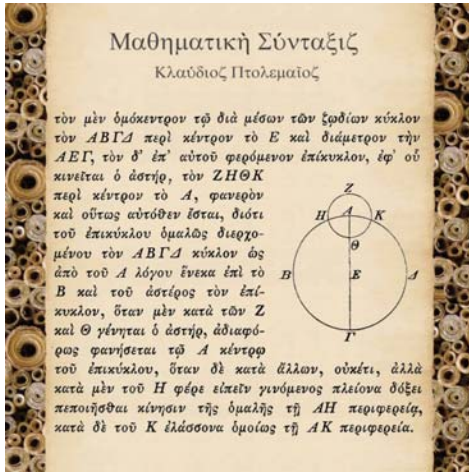 Μαθηματικὴ Σύνταξιζ
Κλαύδιοζ Πτολεμαῖοζ
τὸν μὲν ὁμόκεντρον τῷ διὰ μέσων τῶν ζῳδίων κύκλον
τὸν ΑΒΓΔ περὶ κέντρον τὸ Ε καὶ διάμετρον τὴν
ΑΕΓ, τὸν δ' ἐπ' αὐτοῦ φερόμενον ἐπίκυκλον, ἐφ' οὗ
κινεῖται ὁ ἀστήρ, τὸν ΖΗΘΚ
περὶ κέντρον τὸ Α, φανερὸν
καὶ οὕτως αὐτόθεν ἔσται, διότι
τοῦ ἐπικύκλου ὁμαλῶς διερχο-
μένου τὸν ΑΒΓΔ κύκλον ὡς
ἀπὸ τοῦ Α λόγου ἕνεκα ἐπὶ τὸ
Β καὶ τοῦ ἀστέρος τὸν ἐπί-
κυκλον, ὅταν μὲν κατὰ τῶν Ζ
καὶ Θ γένηται ὁ ἀστήρ, ἀδιαφό-
ρως φανήσεται τῷ Α κέντρῳ
τοῦ ἐπικύκλου, ὅταν δὲ κατὰ ἄλλων, οὐκέτι, ἀλλὰ
κατὰ μὲν τοῦ Η φέρε εἰπεῖν γινόμενος πλείονα δόξει
πεποιῆσθαι κίνησιν τῆς ὁμαλῆς τῇ ΑΗ περιφερείᾳ,
κατὰ δὲ τοῦ Κ ἐλάσσονα ὁμοίως τῇ ΑΚ περιφερείᾳ.
Ζ
Η Α Κ
Θ
Β Ε Δ
Γ